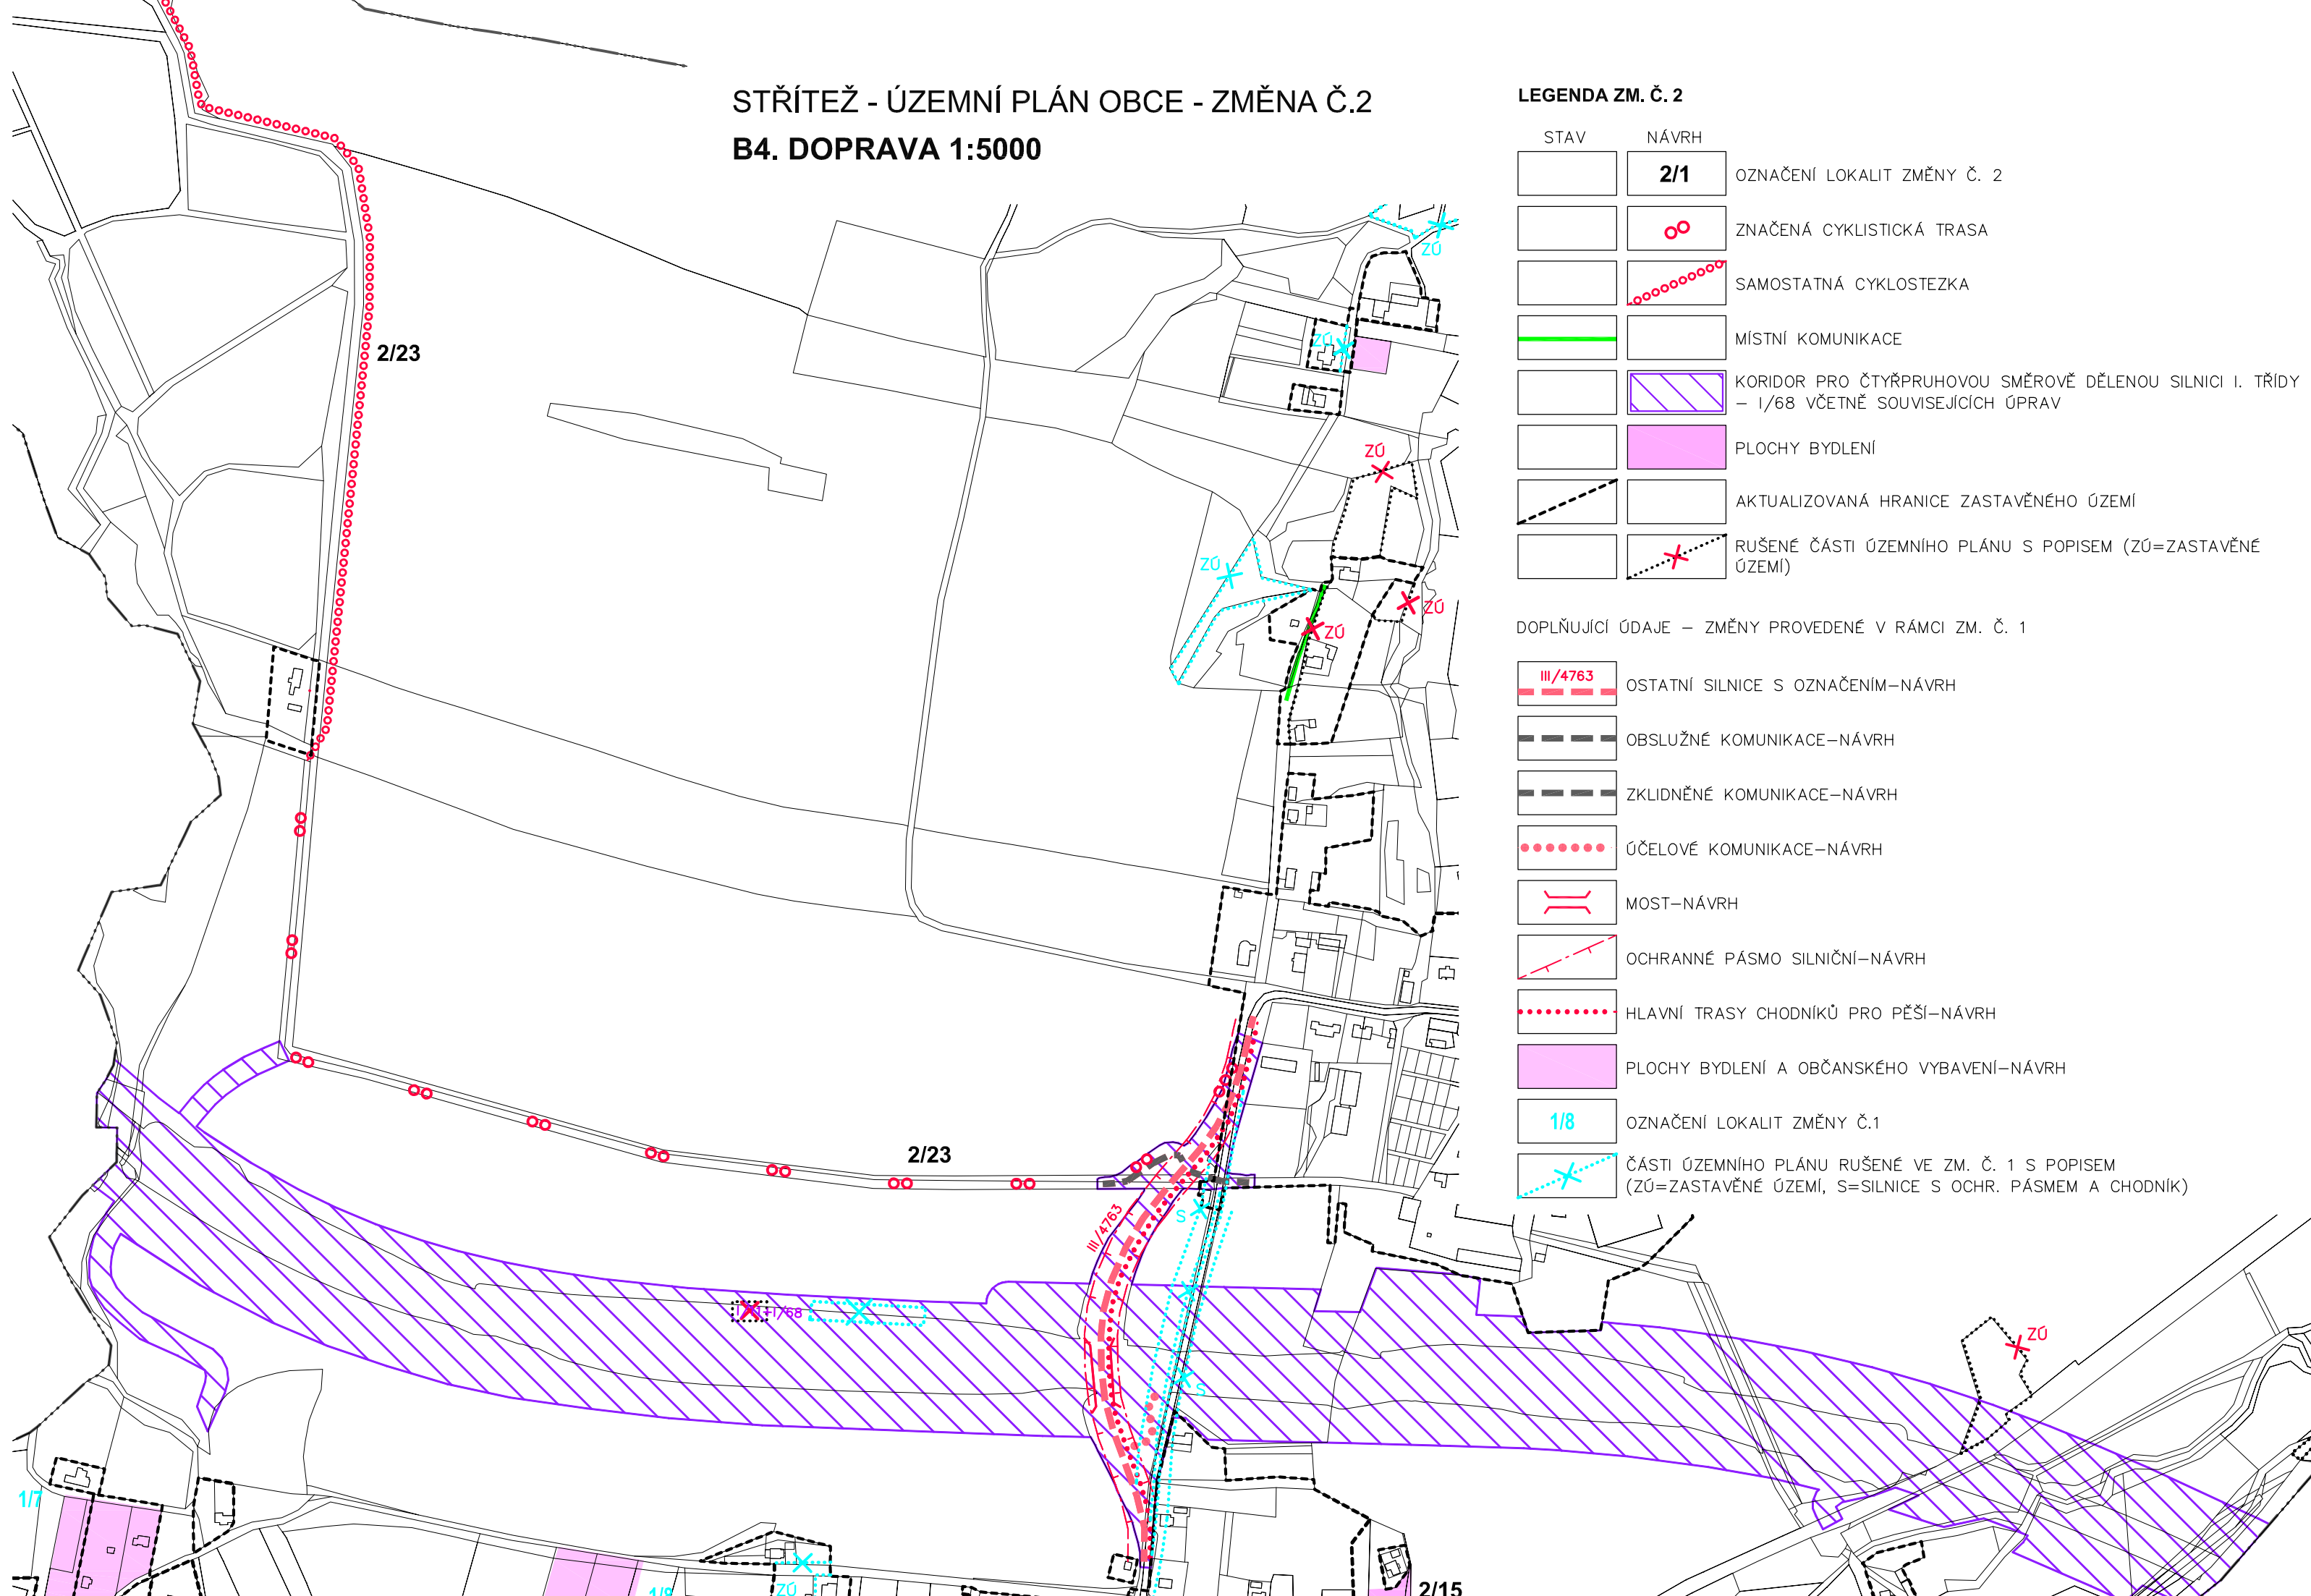 STŘÍTEŽ - ÚZEMNÍ PLÁN OBCE - ZMĚNA Č.2
B4. DOPRAVA 1:5000
LEGENDA ZM. Č. 2
STAV NÁVRH
2/1 OZNAČENÍ LOKALIT ZMĚNY Č. 2
ZNAČENÁ CYKLISTICKÁ TRASA
SAMOSTATNÁ CYKLOSTEZKA
MÍSTNÍ KOMUNIKACE
KORIDOR PRO ČTYŘPRUHOVOU SMĚROVĚ DĚLENOU SILNICI I. TŘÍDY
– I/68 VČETNĚ SOUVISEJÍCÍCH ÚPRAV
PLOCHY BYDLENÍ
AKTUALIZOVANÁ HRANICE ZASTAVĚNÉHO ÚZEMÍ
RUŠENÉ ČÁSTI ÚZEMNÍHO PLÁNU S POPISEM (ZÚ=ZASTAVĚNÉ
ÚZEMÍ)
DOPLŇUJÍCÍ ÚDAJE – ZMĚNY PROVEDENÉ V RÁMCI ZM. Č. 1
III/4763 OSTATNÍ SILNICE S OZNAČENÍM–NÁVRH
OBSLUŽNÉ KOMUNIKACE–NÁVRH
ZKLIDNĚNÉ KOMUNIKACE–NÁVRH
ÚČELOVÉ KOMUNIKACE–NÁVRH
MOST–NÁVRH
OCHRANNÉ PÁSMO SILNIČNÍ–NÁVRH
HLAVNÍ TRASY CHODNÍKŮ PRO PĚŠÍ–NÁVRH
PLOCHY BYDLENÍ A OBČANSKÉHO VYBAVENÍ–NÁVRH
1/8 OZNAČENÍ LOKALIT ZMĚNY Č.1
ČÁSTI ÚZEMNÍHO PLÁNU RUŠENÉ VE ZM. Č. 1 S POPISEM
(ZÚ=ZASTAVĚNÉ ÚZEMÍ, S=SILNICE S OCHR. PÁSMEM A CHODNÍK)
ZÚ
ZÚ
2/23
ZÚ
ZÚ
ZÚ
ZÚ
2/23
S
III/4763
I/68
ZÚ
S
1/7
ZÚ
2/15